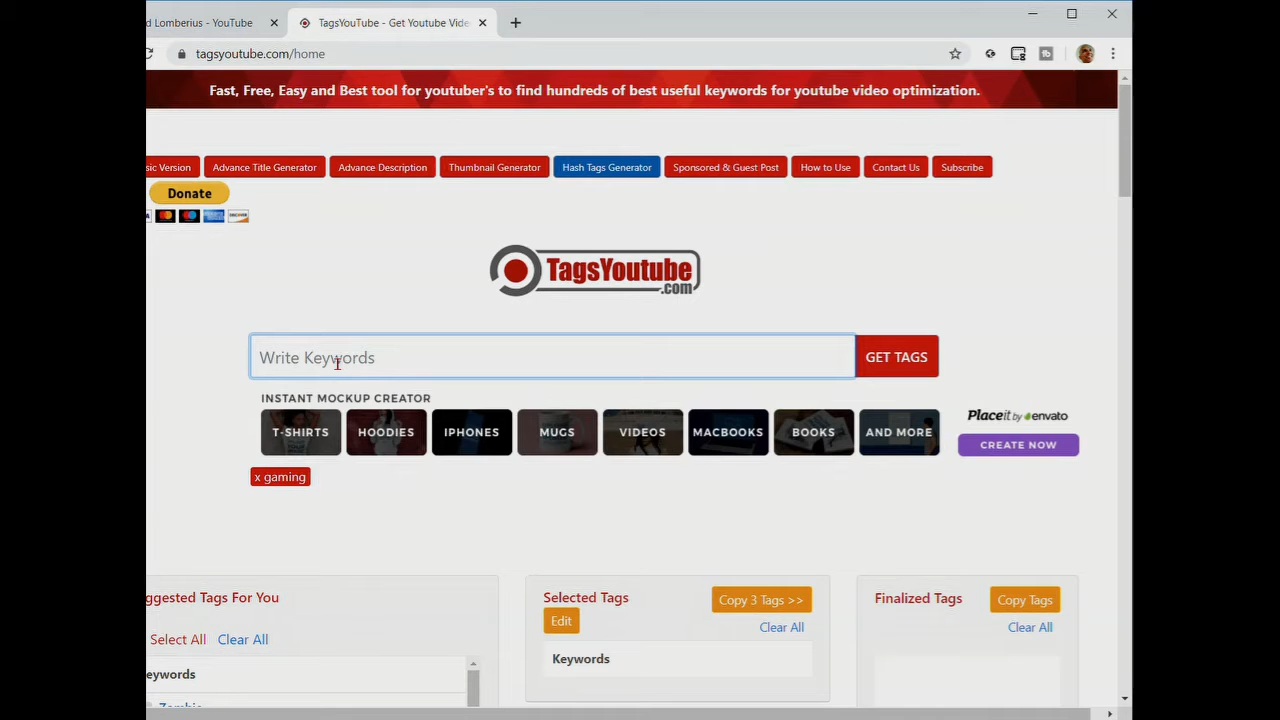 d Lomberius - YouTube
TagsYouTube - Get Youtube Vide
tagsyoutube.com/home
Fast, Free, Easy and Best tool for youtuber's to find hundreds of best useful keywords for youtube video optimization.
sic Version
Advance Title Generator
Advance Description
Thumbnail Generator
Hash Tags Generator
Sponsored & Guest Post
How to Use
Contact Us
Subscribe
Donate
TagsYoutube
.com
Write Keywords
GET TAGS
INSTANT MOCKUP CREATOR
T-SHIRTS
HOODIES
IPHONES
MUGS
VIDEOS
MACBOOKS
BOOKS
AND MORE
Placeit by envato
CREATE NOW
x gaming
ggested Tags For You
Selected Tags
Copy 3 Tags >>
Finalized Tags
Copy Tags
Edit
Clear All
Clear All
Select All
Clear All
eywords
Keywords
Zombie